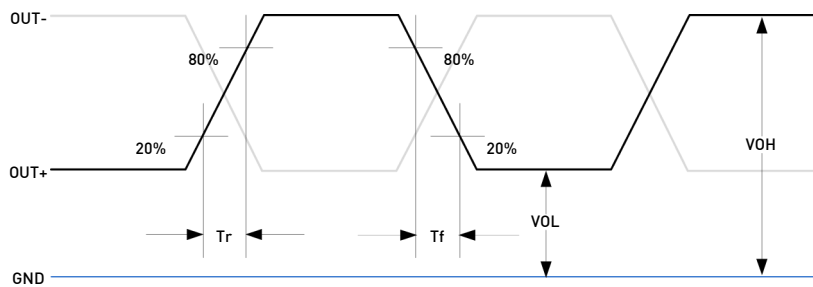 OUT-
80%
80%
20%
20%
VOH
OUT+
VOL
Tr
Tf
GND